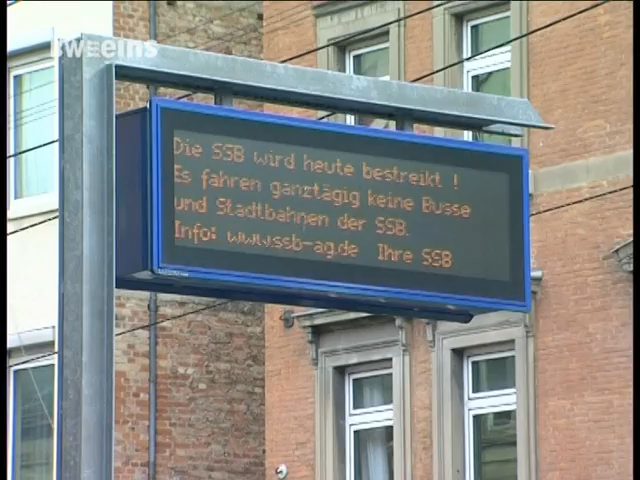 tweeins
Die SSB wird heute bestreikt !
Es fahren ganztägig keine Busse
und Stadtbahnen der SSB.
Info: www.ssb-ag.de Ihre SSB